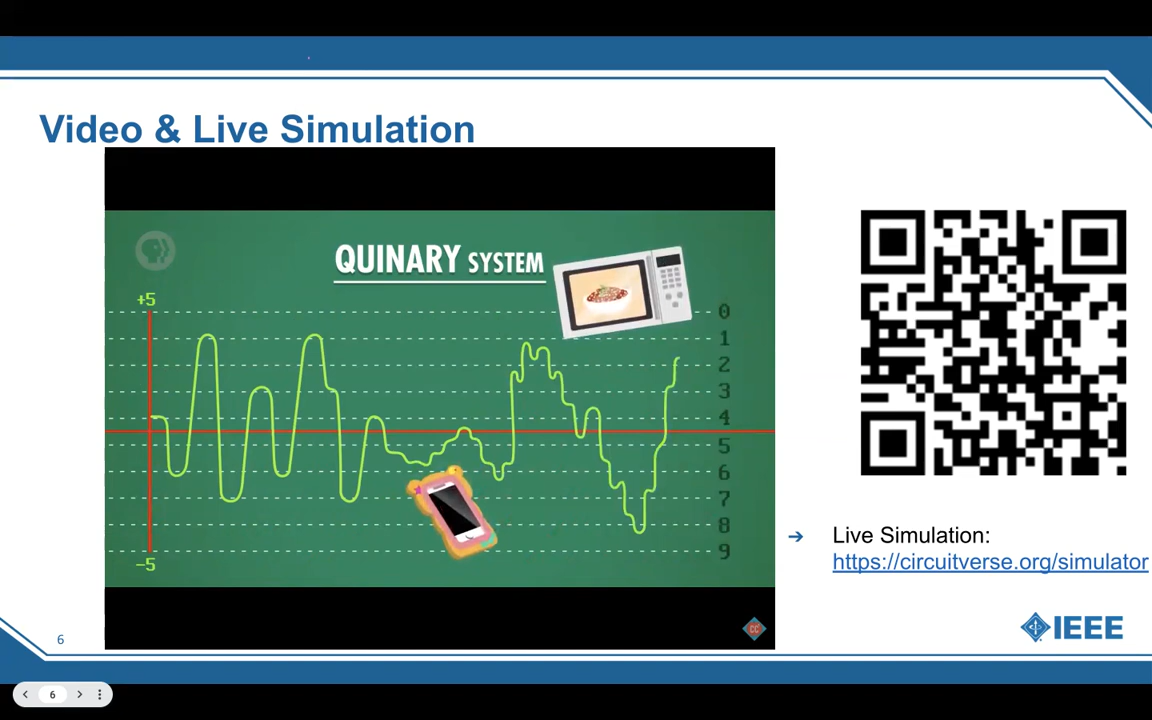 Video & Live Simulation
QUINARY SYSTEM
+5
0
1
2
3
4
5
6
7
8
9
-5
CC
→ Live Simulation:
https://circuitverse.org/simulator
IEEE
6
6